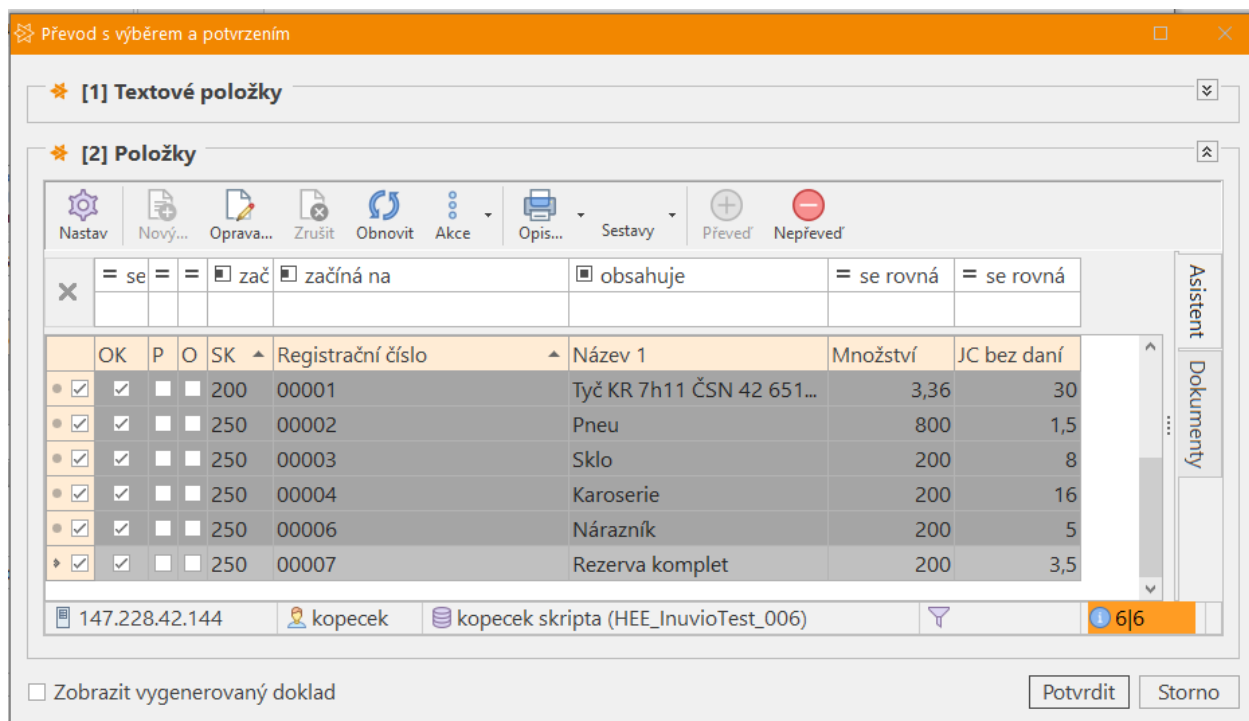 Převod s výběrem a potvrzením
[1] Textové položky
[2] Položky
Nastav Nový... Oprava... Zrušit Obnovit Akce Opis... Sestavy Převeď Nepřeveď
= se = = zač začíná na obsahuje = se rovná = se rovná
Asistent
Dokumenty
OK P O SK Registrační číslo Název 1 Množství JC bez daní
200 00001 Tyč KR 7h11 ČSN 42 651... 3,36 30
250 00002 Pneu 800 1,5
250 00003 Sklo 200 8
250 00004 Karoserie 200 16
250 00006 Nárazník 200 5
250 00007 Rezerva komplet 200 3,5
147.228.42.144 kopecek kopecek skripta (HEE_InuvioTest_006) 6|6
Zobrazit vygenerovaný doklad Potvrdit Storno